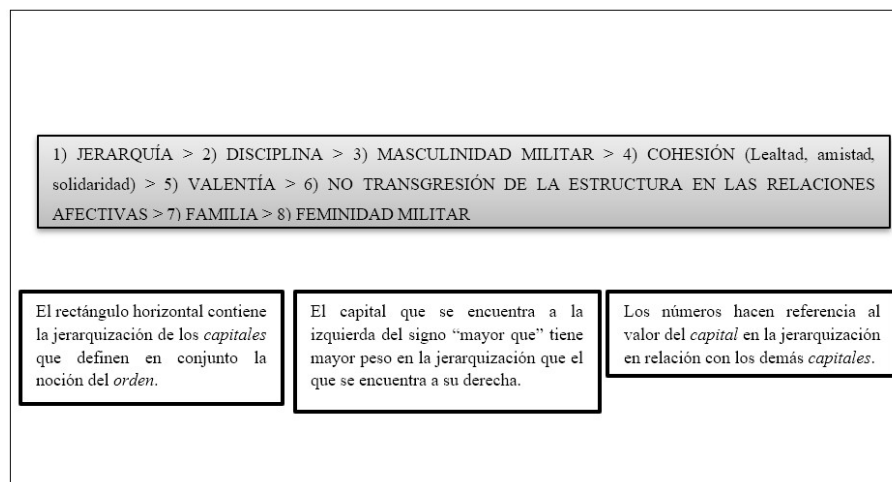 1) JERARQUÍA > 2) DISCIPLINA > 3) MASCULINIDAD MILITAR > 4) COHESIÓN (Lealtad, amistad,
solidaridad) > 5) VALENTÍA > 6) NO TRANSGRESIÓN DE LA ESTRUCTURA EN LAS RELACIONES
AFECTIVAS > 7) FAMILIA > 8) FEMINIDAD MILITAR
El rectángulo horizontal contiene
la jerarquización de los capitales
que definen en conjunto la
noción del orden.
El capital que se encuentra a la
izquierda del signo “mayor que” tiene
mayor peso en la jerarquización que el
que se encuentra a su derecha.
Los números hacen referencia al
valor del capital en la jerarquización
en relación con los demás capitales.